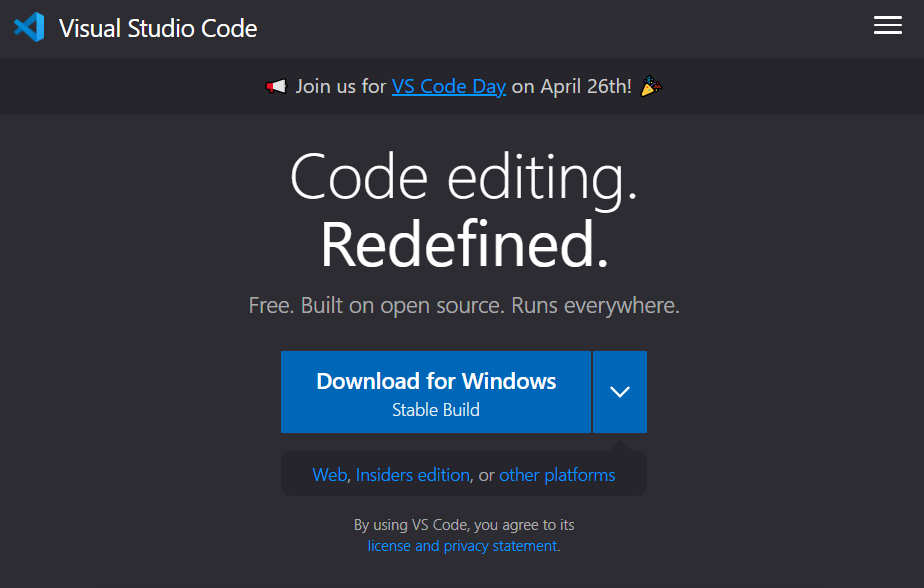 Visual Studio Code
Join us for VS Code Day on April 26th!
Code editing.
Redefined.
Free. Built on open source. Runs everywhere.
Download for Windows
Stable Build
Web, Insiders edition, or other platforms
By using VS Code, you agree to its
license and privacy statement.